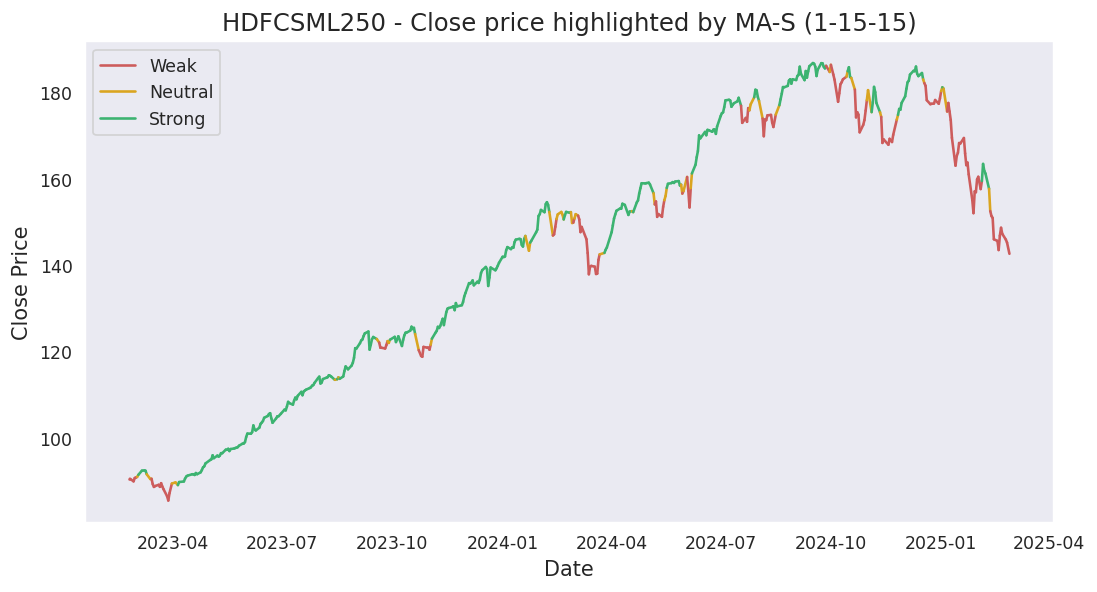 HDFCSML250 - Close price highlighted by MA-S (1-15-15)
Weak
Neutral
Strong
Close Price
180
160
140
120
100
2023-04 2023-07 2023-10 2024-01 2024-04 2024-07 2024-10 2025-01 2025-04
Date